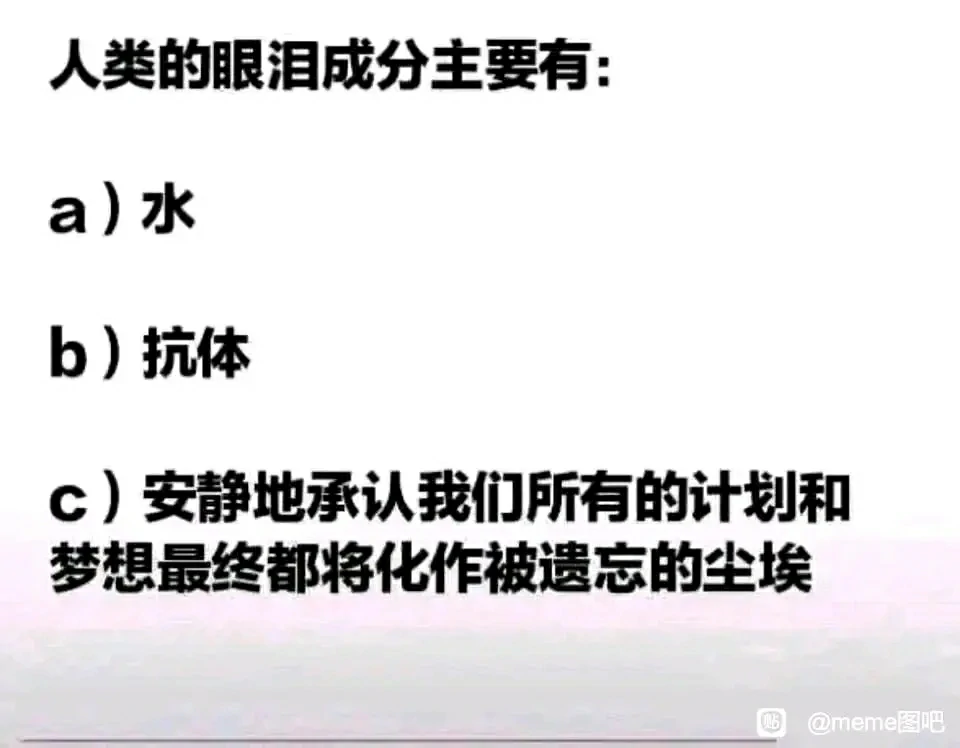 人类的眼泪成分主要有:
a）水
b）抗体
c）安静地承认我们所有的计划和
梦想最终都将化作被遗忘的尘埃
贴 @meme图吧